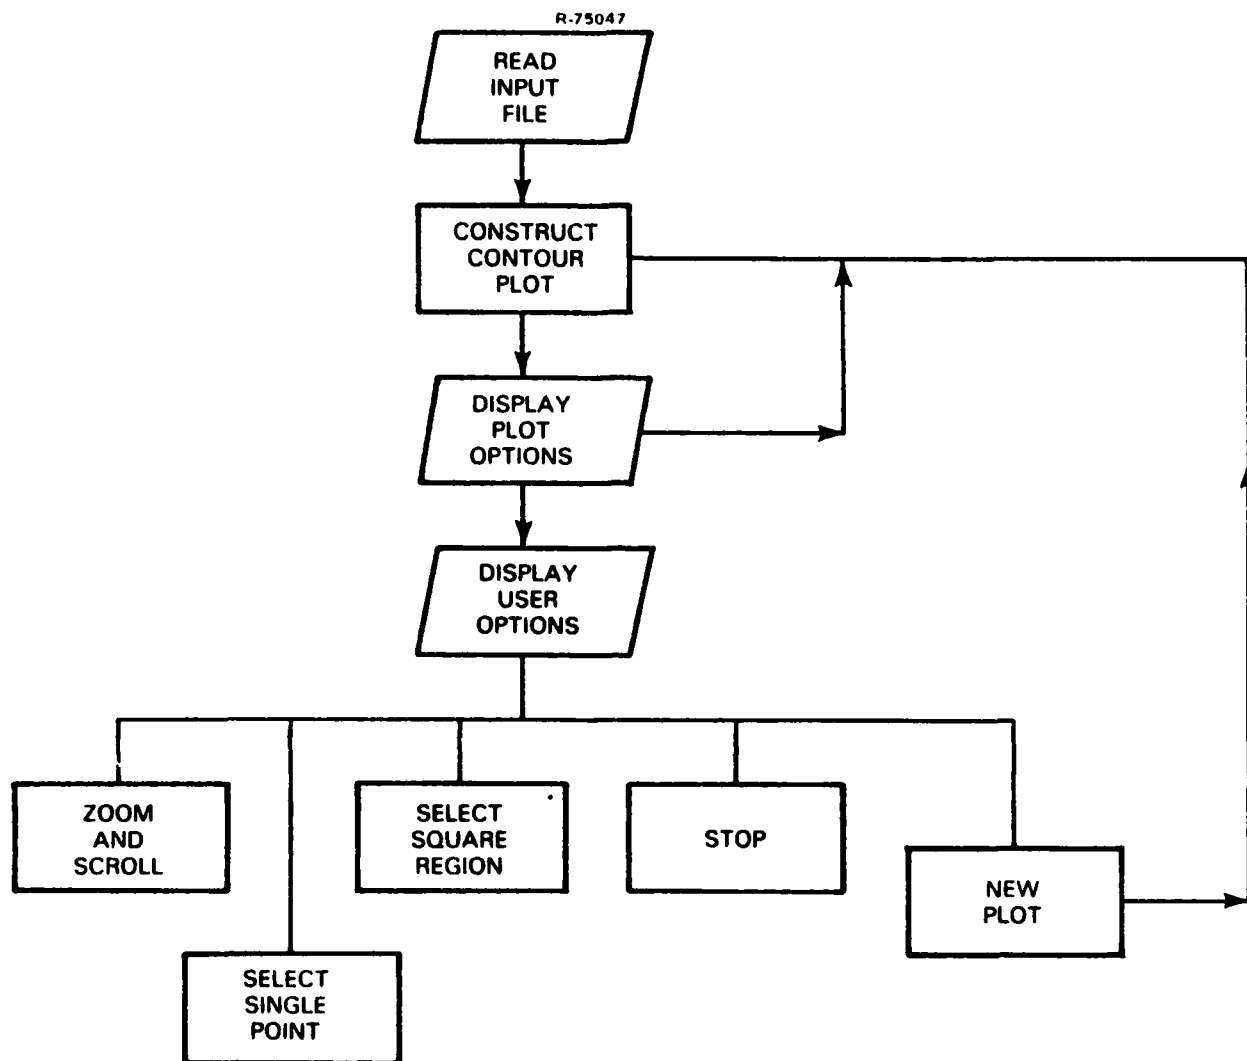 R-75047
READ
INPUT
FILE
CONSTRUCT
CONTOUR
PLOT
DISPLAY
PLOT
OPTIONS
DISPLAY
USER
OPTIONS
ZOOM
AND
SCROLL
SELECT
SINGLE
POINT
SELECT
SQUARE
REGION
STOP
NEW
PLOT